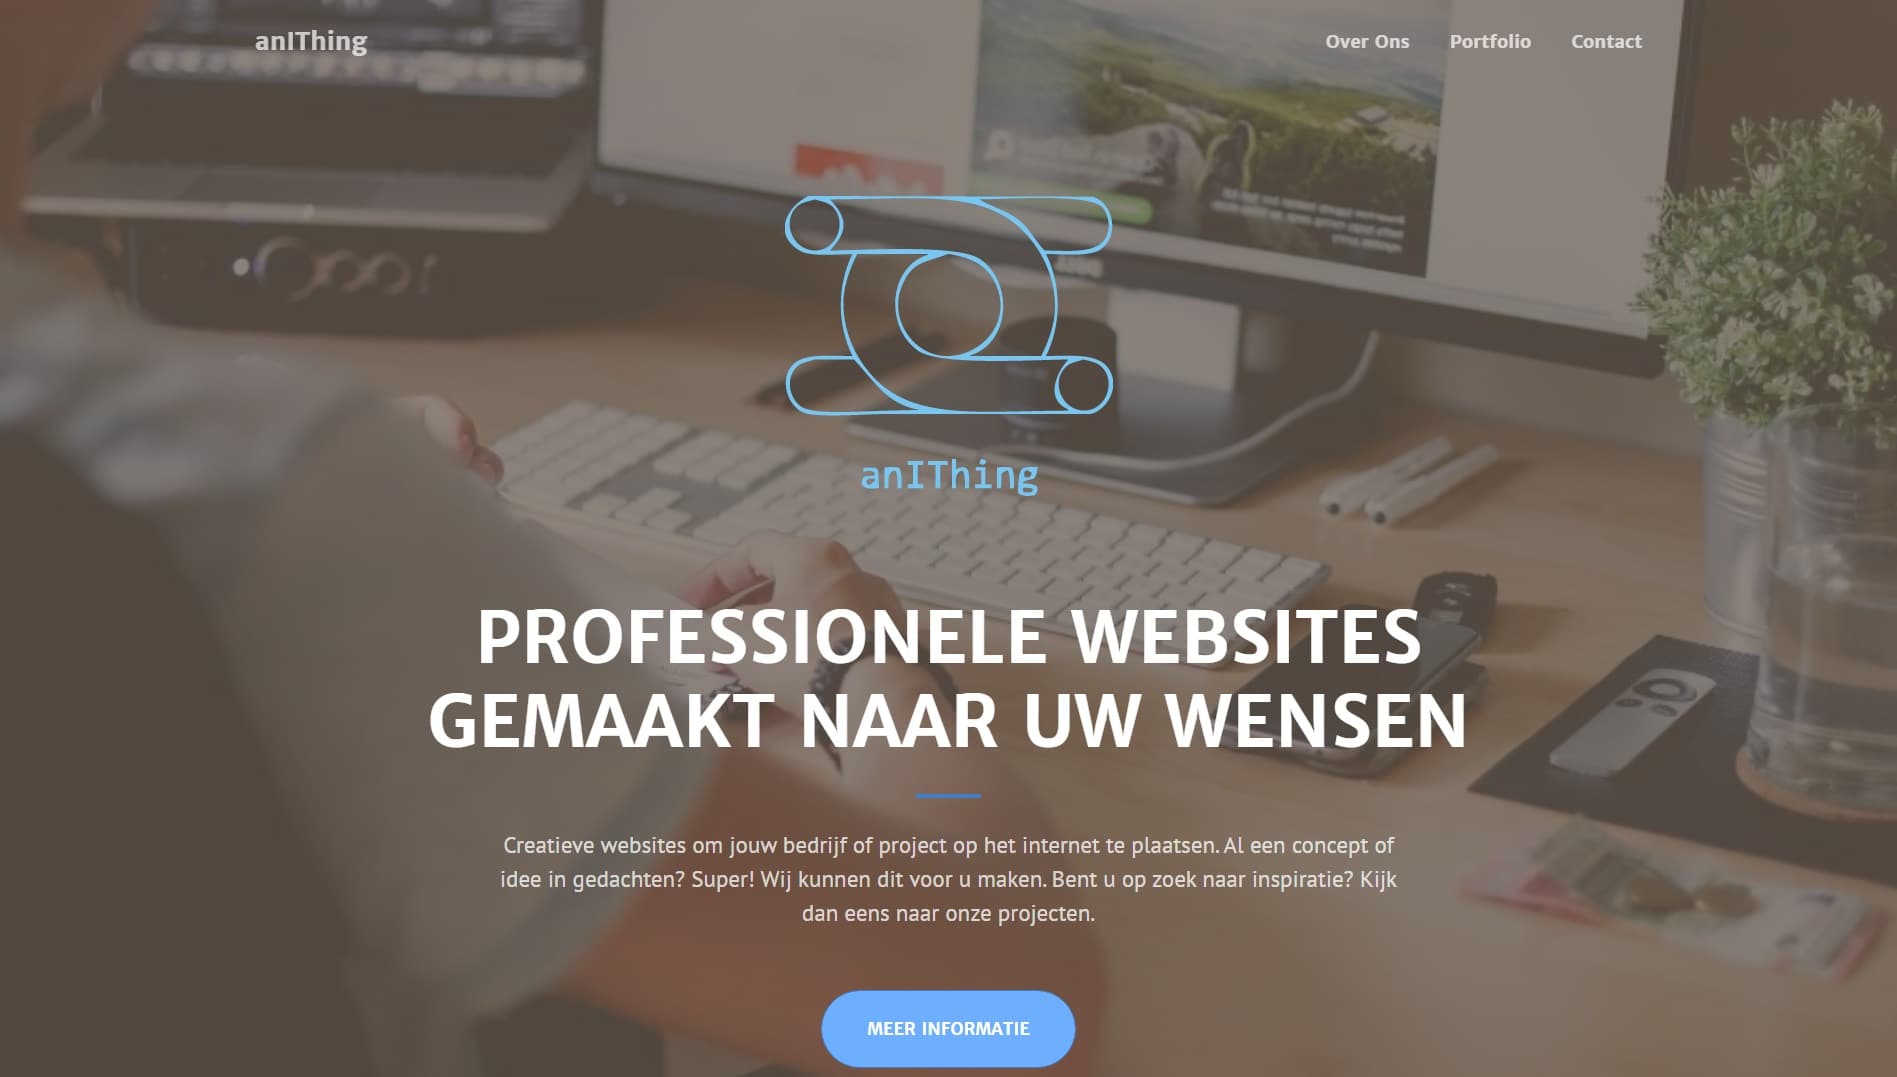 anIThing
Over Ons Portfolio Contact
anIThing
PROFESSIONELE WEBSITES
GEMAAKT NAAR UW WENSEN
Creatieve websites om jouw bedrijf of project op het internet te plaatsen. Al een concept of
idee in gedachten? Super! Wij kunnen dit voor u maken. Bent u op zoek naar inspiratie? Kijk
dan eens naar onze projecten.
MEER INFORMATIE